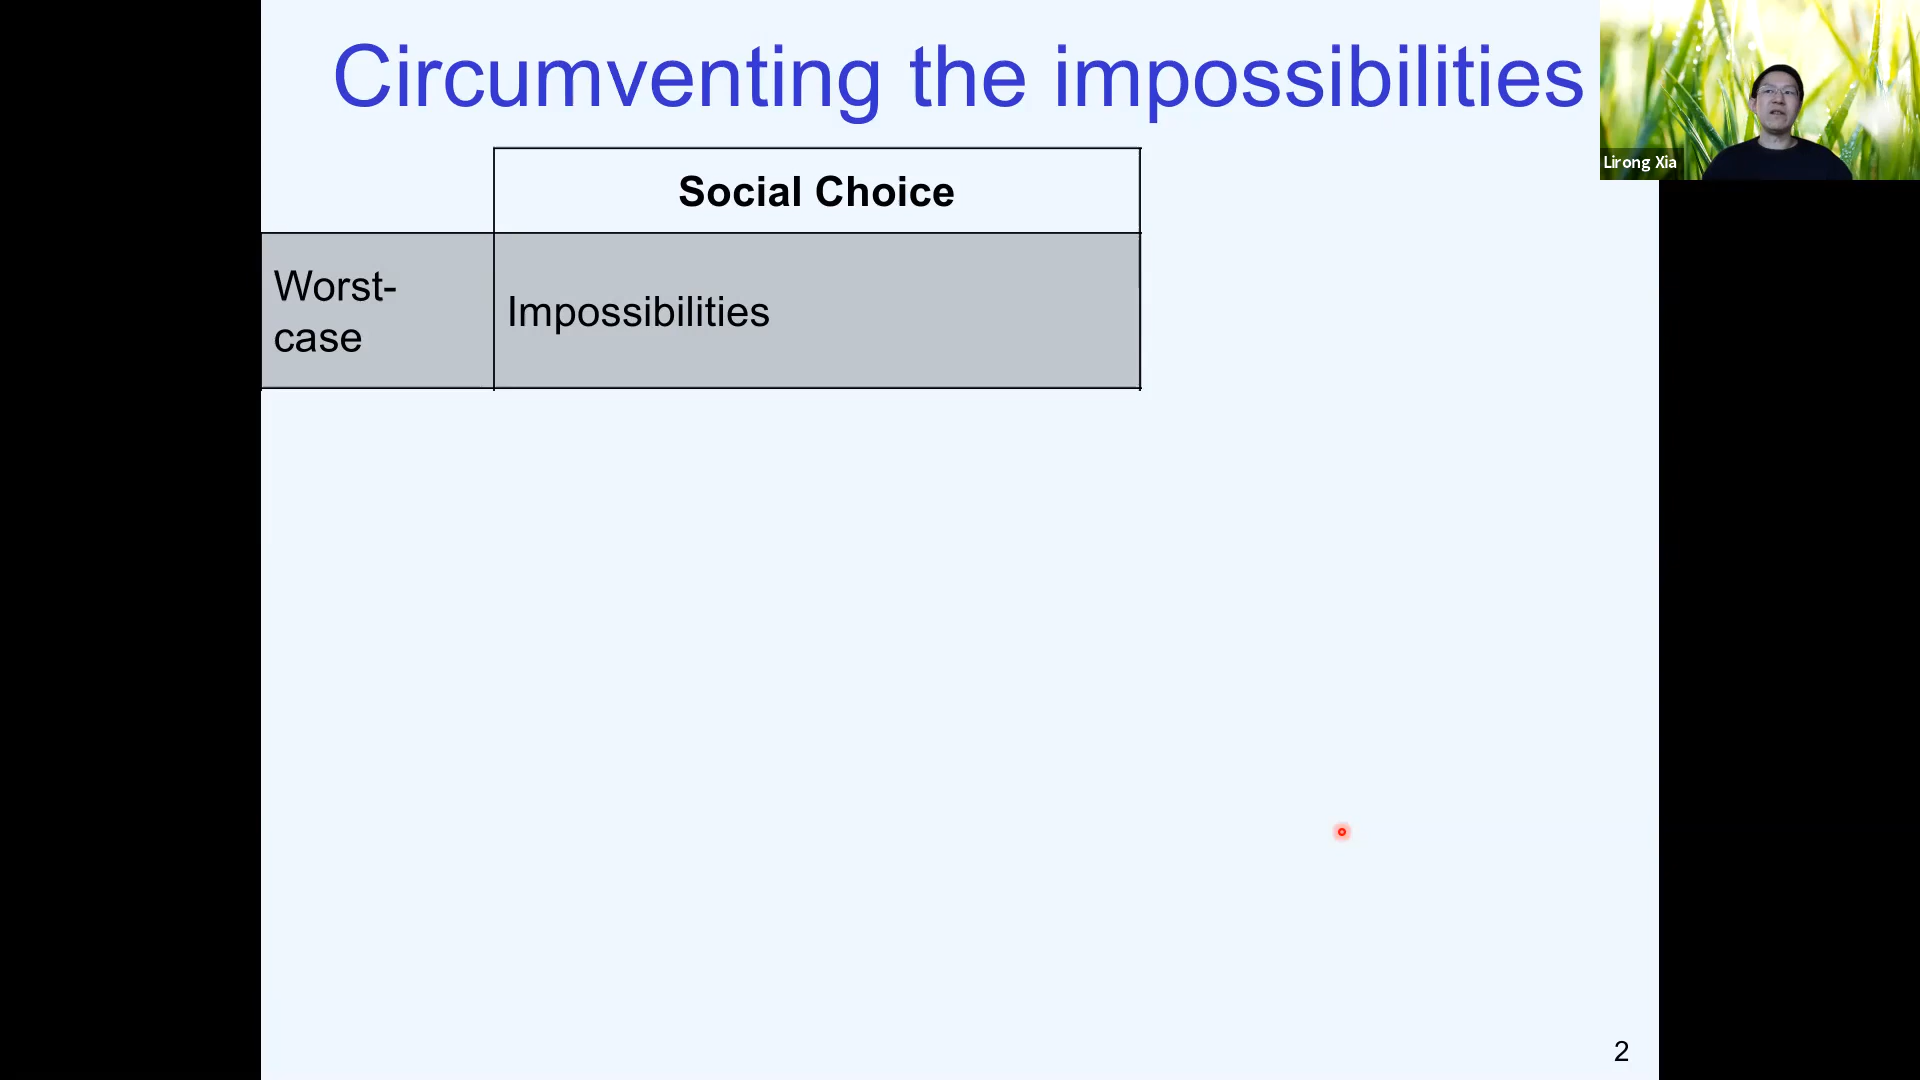 Circumventing the impossibilities
Lirong Xia
Social Choice
Worst-
case
Impossibilities
2